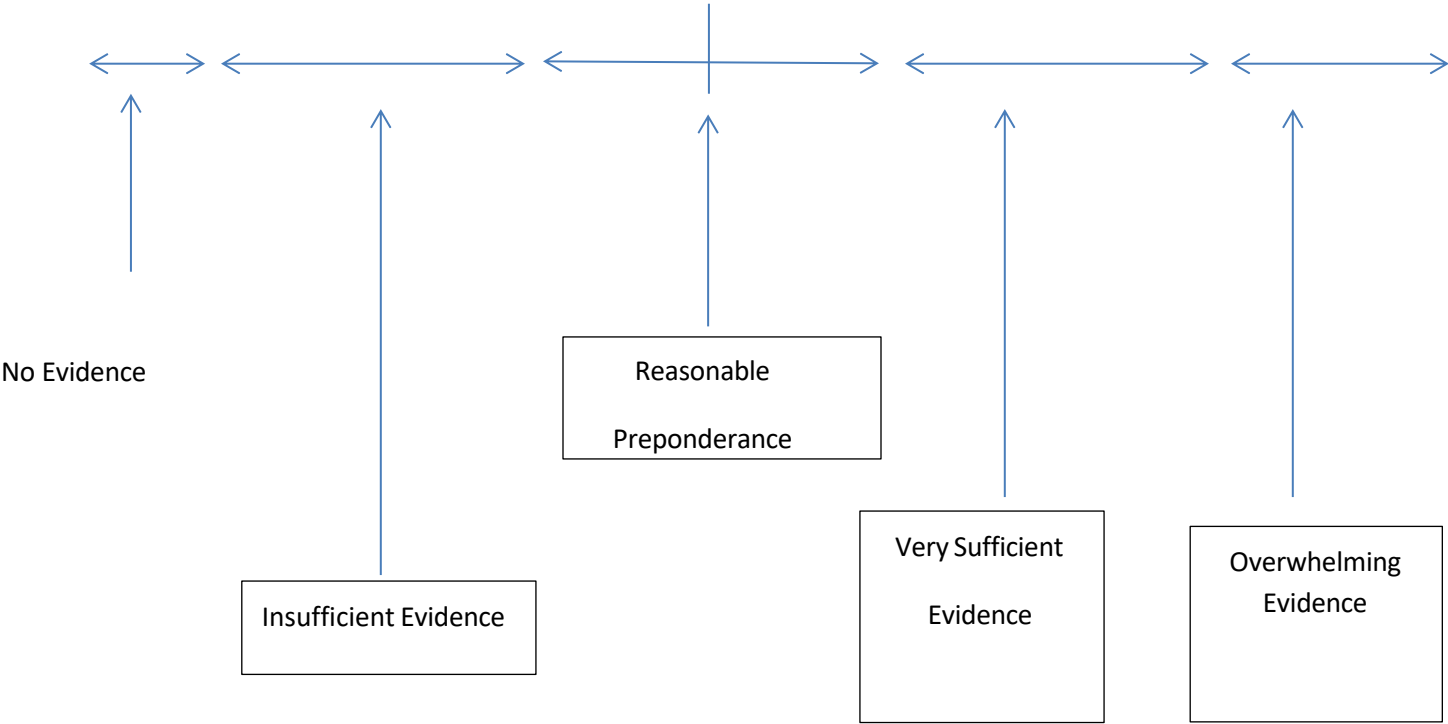 No Evidence
Insufficient Evidence
Reasonable
Preponderance
Very Sufficient
Evidence
Overwhelming
Evidence